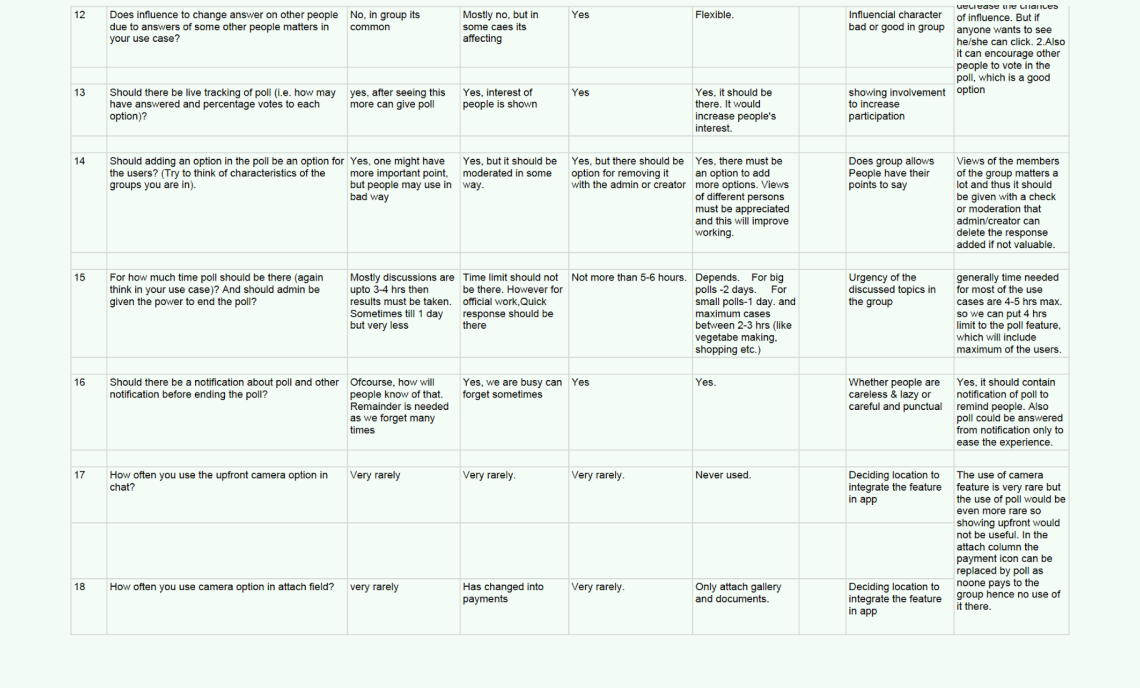 12
Does influence to change answer on other people
due to answers of some other people matters in
your use case?
No, in group its
common
Mostly no, but in
some caes its
affecting
Yes
Flexible.
Influencial character
bad or good in group
decrease the chances
of influence. But if
anyone wants to see
he/she can click. 2.Also
it can encourage other
people to vote in the
poll, which is a good
option
13
Should there be live tracking of poll (i.e. how may
have answered and percentage votes to each
option)?
yes, after seeing this
more can give poll
Yes, interest of
people is shown
Yes
Yes, it should be
there. It would
increase people's
interest.
showing involvement
to increase
participation
14
Should adding an option in the poll be an option for
the users? (Try to think of characteristics of the
groups you are in).
Yes, one might have
more important point,
but people may use in
bad way
Yes, but it should be
moderated in some
way.
Yes, but there should be
option for removing it
with the admin or creator
Yes, there must be
an option to add
more options. Views
of different persons
must be appreciated
and this will improve
working.
Does group allows
People have their
points to say
Views of the members
of the group matters a
lot and thus it should
be given with a check
or moderation that
admin/creator can
delete the response
added if not valuable.
15
For how much time poll should be there (again
think in your use case)? And should admin be
given the power to end the poll?
Mostly discussions are
upto 3-4 hrs then
results must be taken.
Sometimes till 1 day
but very less
Time limit should not
be there. However for
official work,Quick
response should be
there
Not more than 5-6 hours.
Depends. For big
polls -2 days. For
small polls-1 day. and
maximum cases
between 2-3 hrs (like
vegetabe making,
shopping etc.)
Urgency of the
discussed topics in
the group
generally time needed
for most of the use
cases are 4-5 hrs max.
so we can put 4 hrs
limit to the poll feature,
which will include
maximum of the users.
16
Should there be a notification about poll and other
notification before ending the poll?
Ofcourse, how will
people know of that.
Remainder is needed
as we forget many
times
Yes, we are busy can
forget sometimes
Yes
Yes.
Whether people are
careless & lazy or
careful and punctual
Yes, it should contain
notification of poll to
remind people. Also
poll could be answered
from notification only to
ease the experience.
17
How often you use the upfront camera option in
chat?
Very rarely
Very rarely.
Very rarely.
Never used.
Deciding location to
integrate the feature
in app
The use of camera
feature is very rare but
the use of poll would be
even more rare so
showing upfront would
not be useful. In the
attach column the
payment icon can be
replaced by poll as
noone pays to the
group hence no use of
it there.
18
How often you use camera option in attach field?
very rarely
Has changed into
payments
Very rarely.
Only attach gallery
and documents.
Deciding location to
integrate the feature
in app